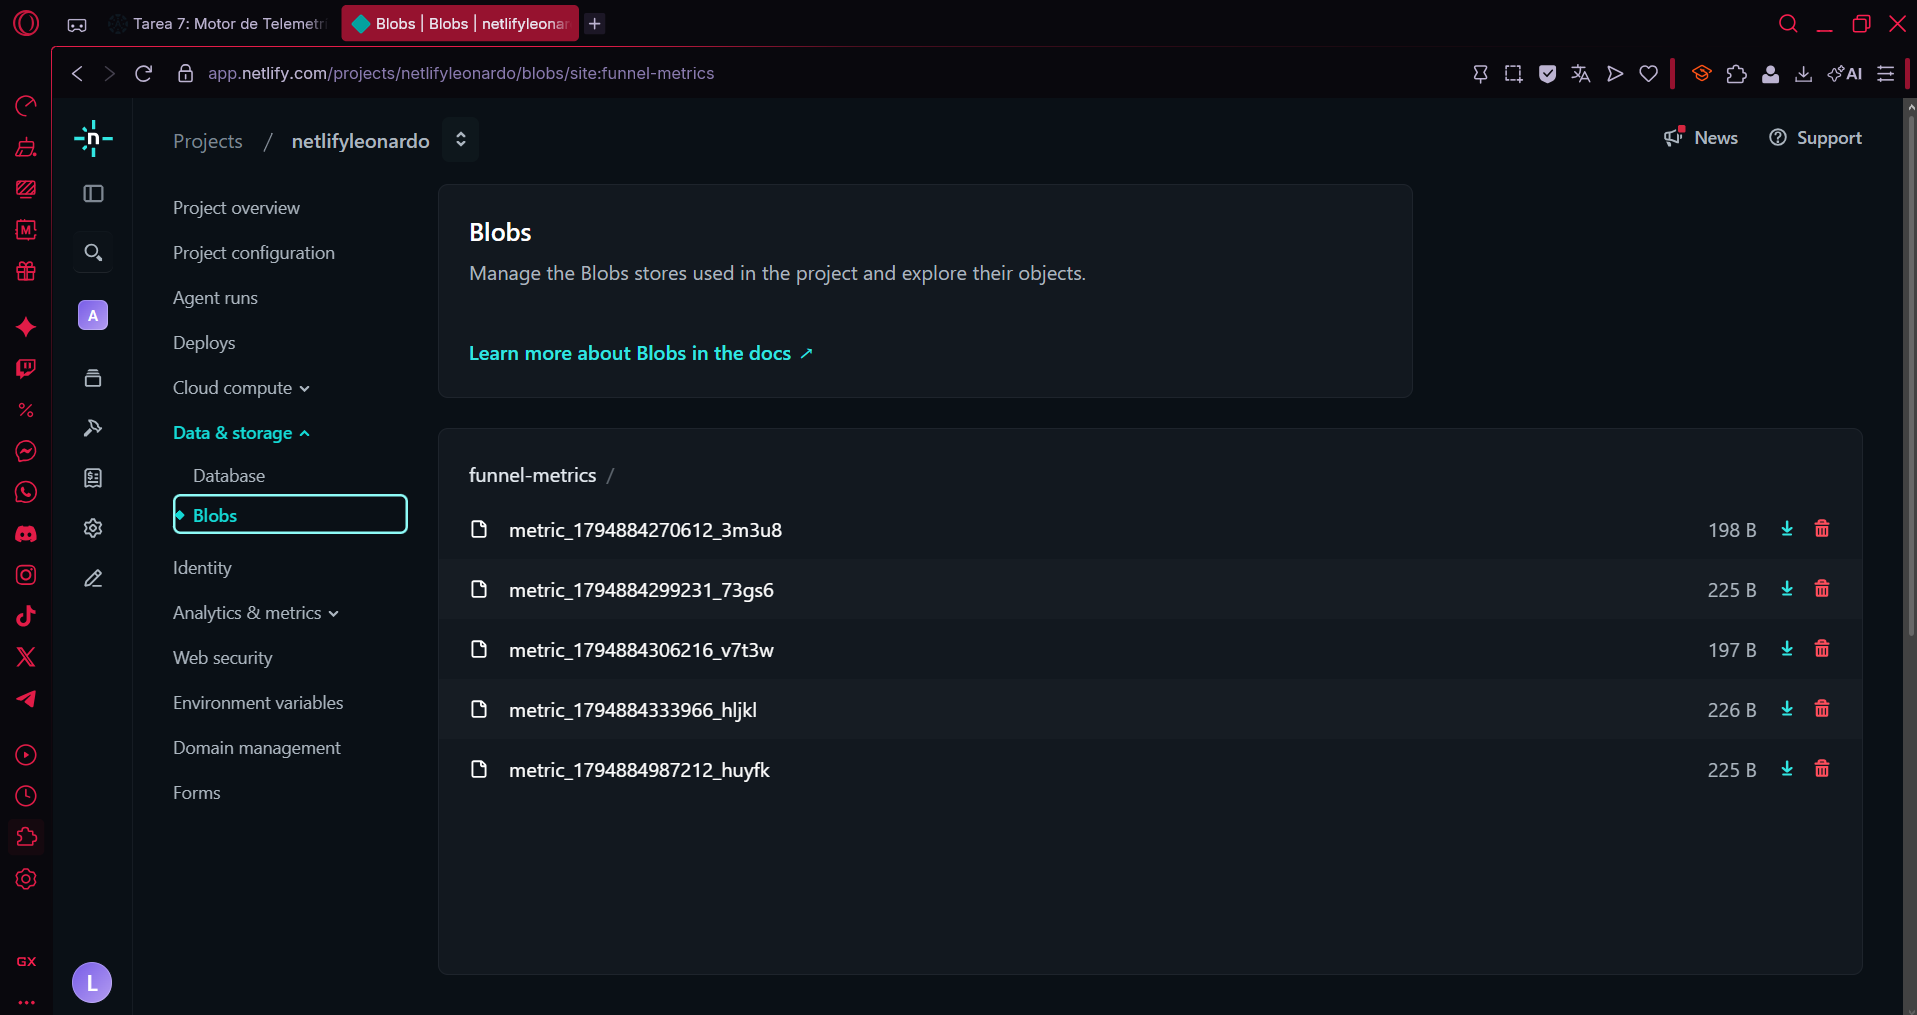 Tarea 7: Motor de Telemetrí
Blobs | Blobs | netlifyleonar
app.netlify.com/projects/netlifyleonardo/blobs/site:funnel-metrics
AI
n
Projects / netlifyleonardo
News
Support
A
Project overview
Project configuration
Agent runs
Deploys
Cloud compute
Data & storage
Database
Blobs
Identity
Analytics & metrics
Web security
Environment variables
Domain management
Forms
Blobs
Manage the Blobs stores used in the project and explore their objects.
Learn more about Blobs in the docs ↗
funnel-metrics /
metric_1794884270612_3m3u8 198 B
metric_1794884299231_73gs6 225 B
metric_1794884306216_v7t3w 197 B
metric_1794884333966_hljkl 226 B
metric_1794884987212_huyfk 225 B
M
GX
L